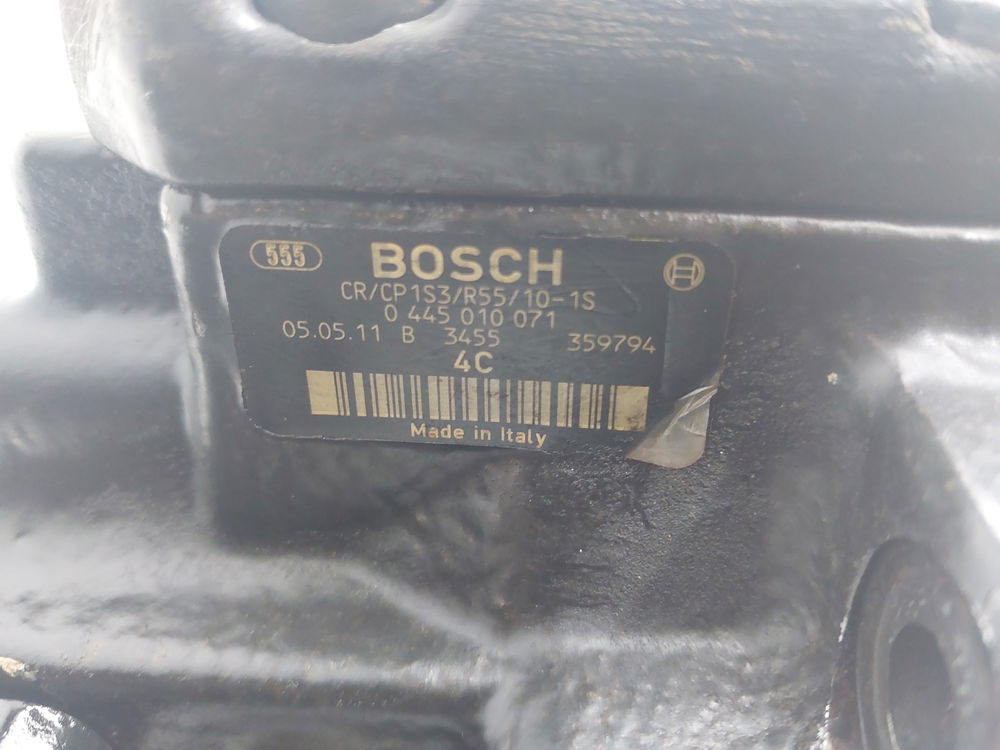 555 BOSCH
CR/CP1S3/R55/10-1S
0 445 010 071
05.05.11 B 3455 359794
4C
Made in Italy